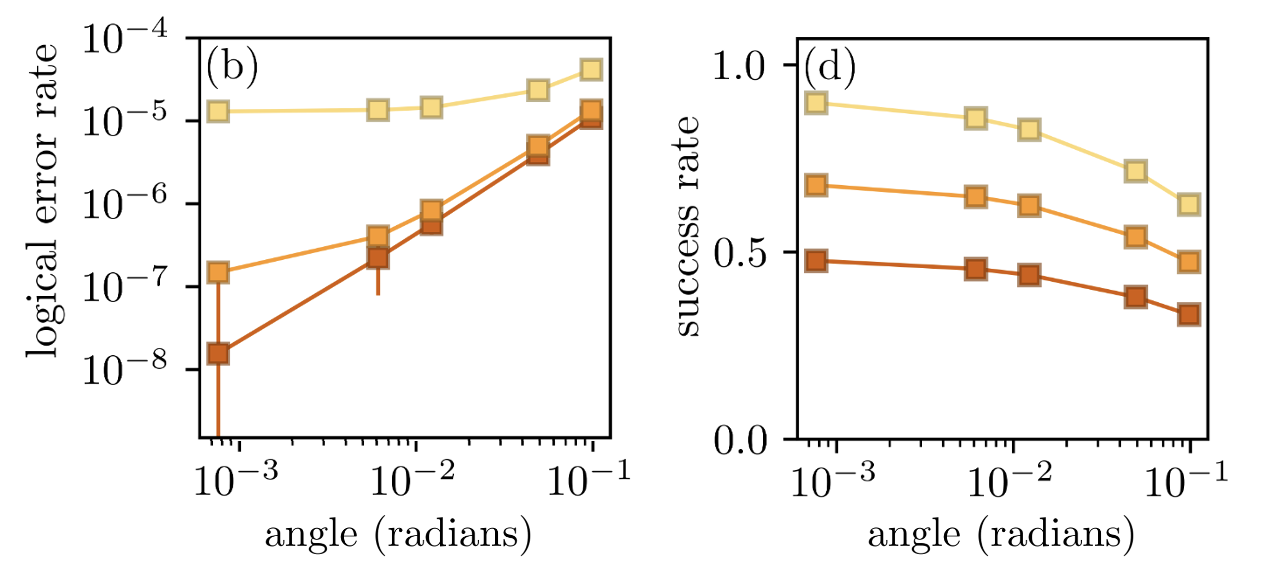 (b)
logical error rate
10⁻⁴
10⁻⁵
10⁻⁶
10⁻⁷
10⁻⁸
10⁻³ 10⁻² 10⁻¹
angle (radians)
(d)
success rate
1.0
0.5
0.0
10⁻³ 10⁻² 10⁻¹
angle (radians)